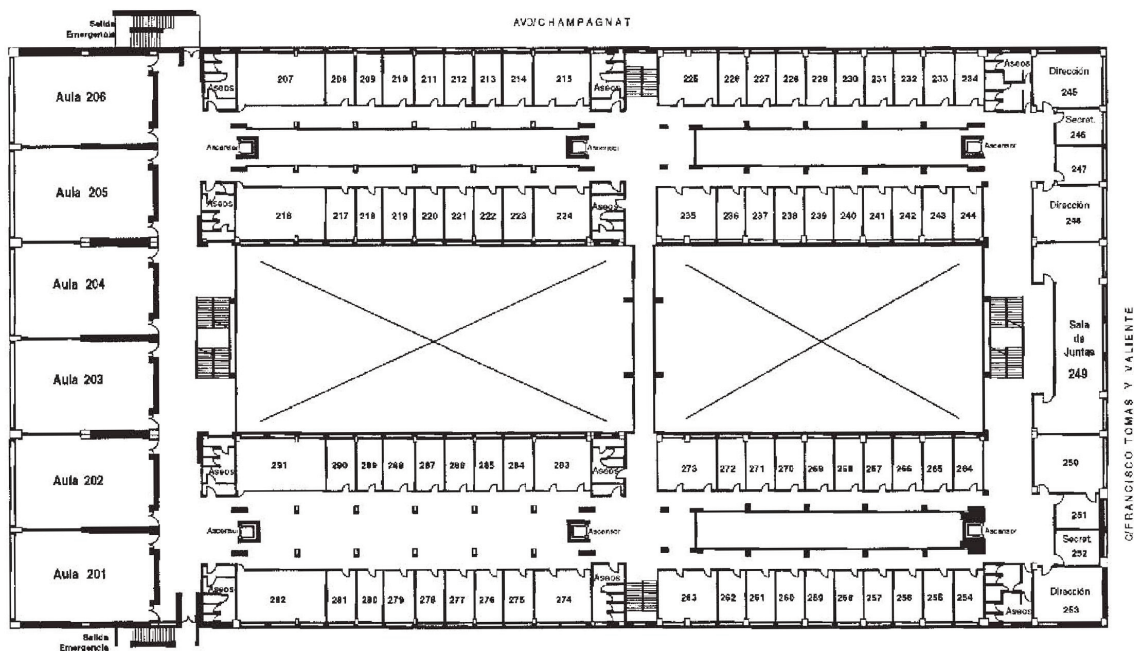 AVD/CHAMPAGNAT
Salida
Emergencia
Aula 206
Aula 205
Aula 204
Aula 203
Aula 202
Aula 201
Salida
Emergencia
Aseos
207
208
209
210
211
212
213
214
215
Aseos
225
226
227
228
229
230
231
232
233
234
Aseos
Dirección
245
Ascensor
Ascensor
Ascensor
Secret.
246
247
Aseos
216
217
218
219
220
221
222
223
224
Aseos
235
236
237
238
239
240
241
242
243
244
Dirección
248
Sala
de
Juntas
249
C/FRANCISCO TOMAS Y VALIENTE
Aseos
291
290
289
288
287
286
285
284
283
Aseos
273
272
271
270
269
268
267
266
265
264
250
251
Ascensor
Ascensor
Ascensor
Secret.
252
Aseos
282
281
280
279
278
277
276
275
274
Aseos
263
262
261
260
259
258
257
256
255
254
Aseos
Dirección
253